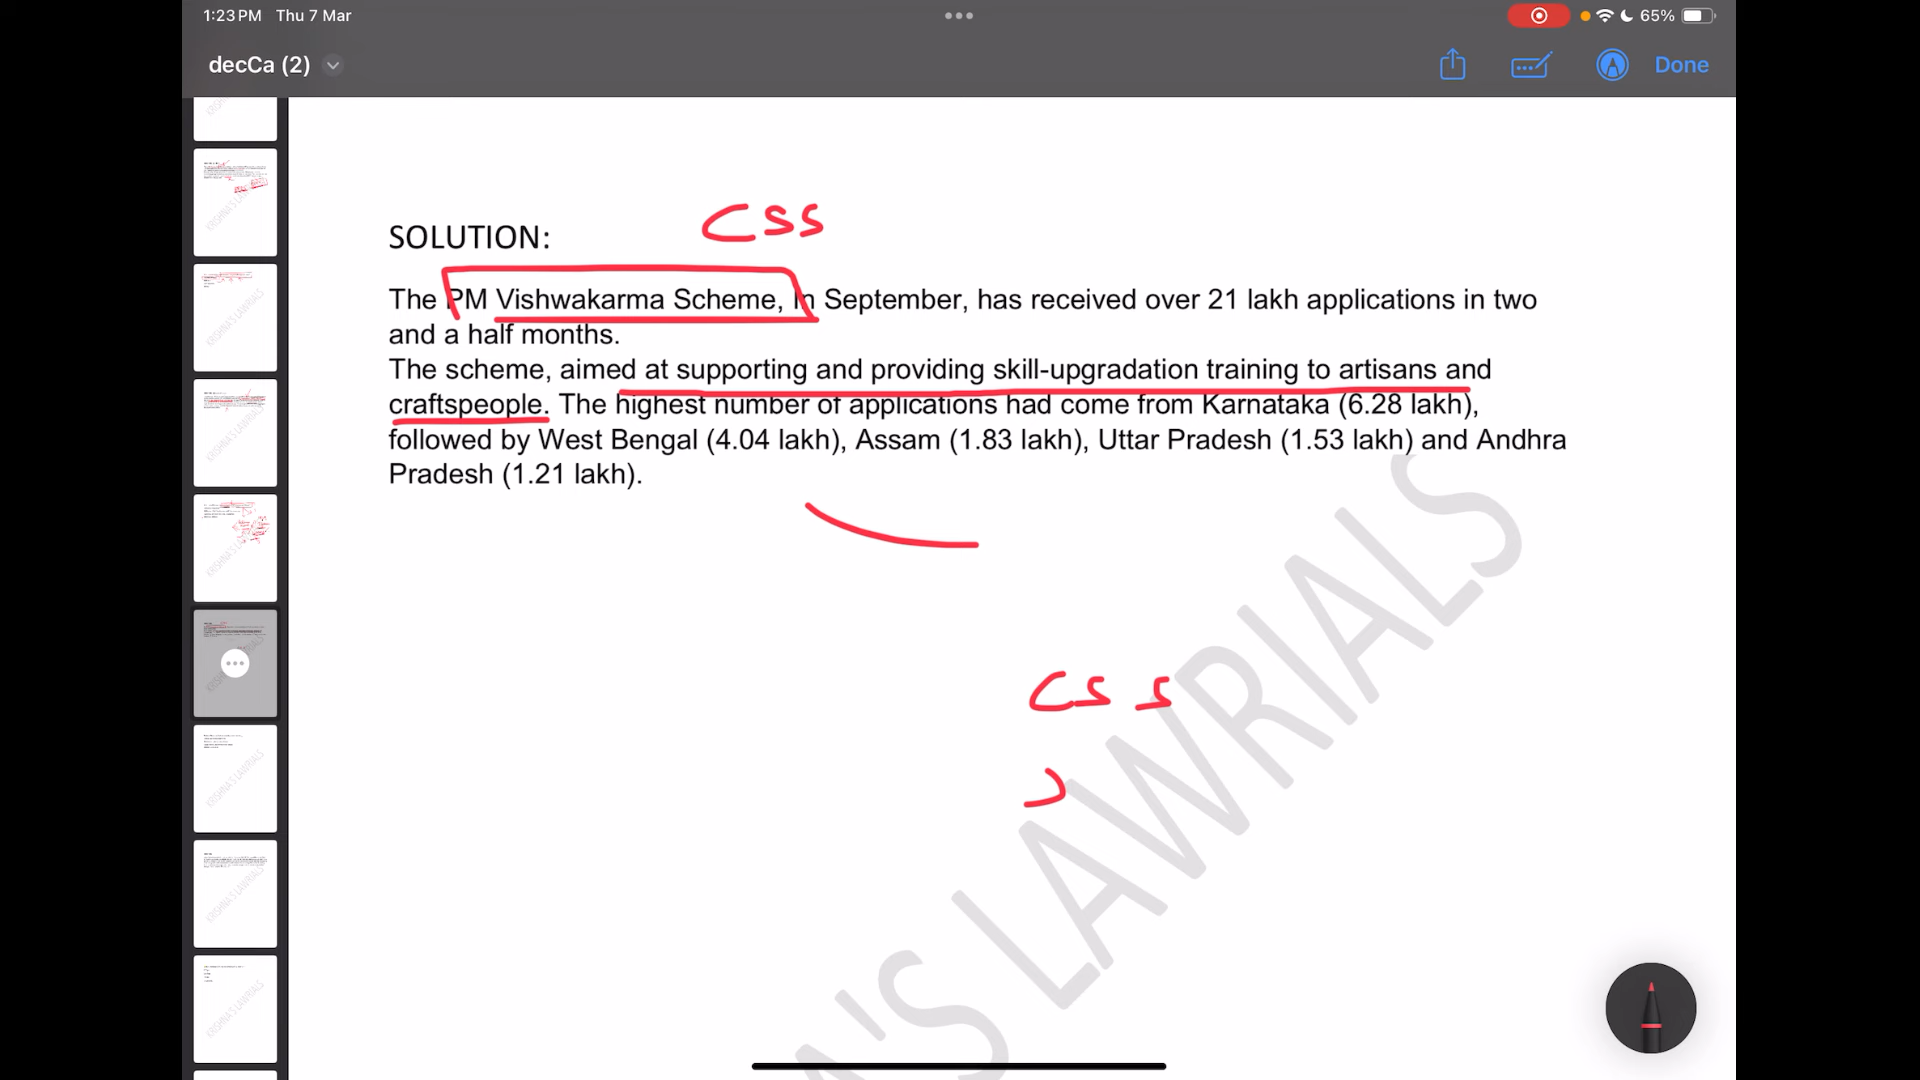 1:23 PM Thu 7 Mar
65%
decCa (2)
Done
CSS
SOLUTION:
The PM Vishwakarma Scheme, In September, has received over 21 lakh applications in two
and a half months.
The scheme, aimed at supporting and providing skill-upgradation training to artisans and
craftspeople. The highest number of applications had come from Karnataka (6.28 lakh),
followed by West Bengal (4.04 lakh), Assam (1.83 lakh), Uttar Pradesh (1.53 lakh) and Andhra
Pradesh (1.21 lakh).
CSS
A'S LAWRIALS